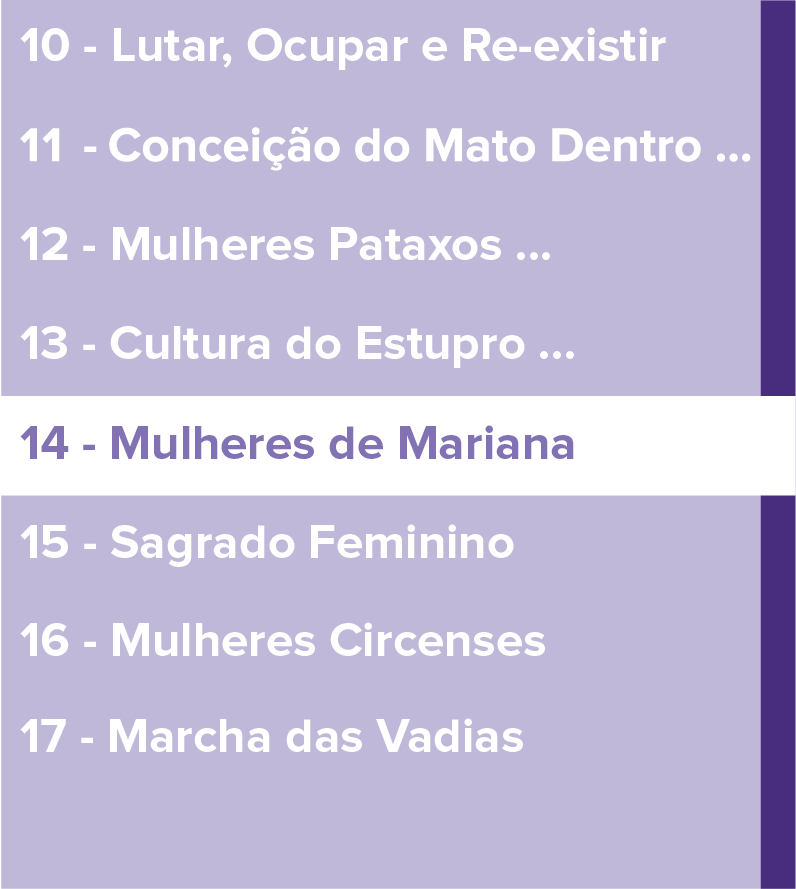 10 - Lutar, Ocupar e Re-existir
11 - Conceição do Mato Dentro ...
12 - Mulheres Pataxos ...
13 - Cultura do Estupro ...
14 - Mulheres de Mariana
15 - Sagrado Feminino
16 - Mulheres Circenses
17 - Marcha das Vadias